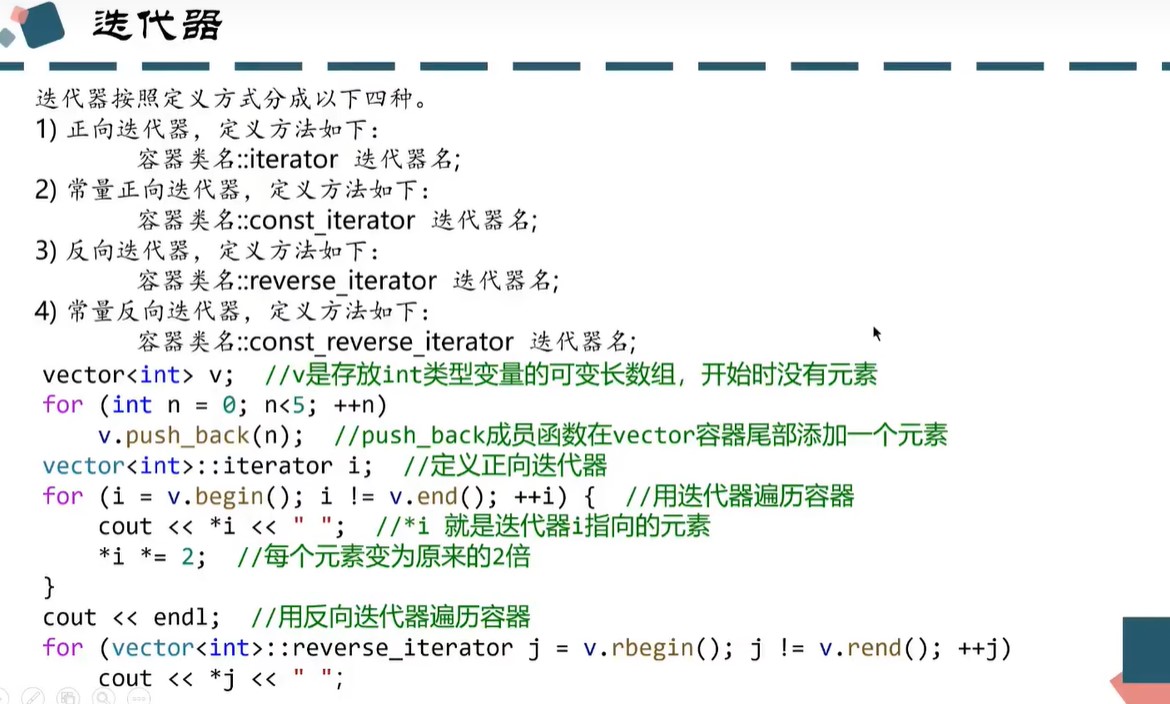 迭代器
迭代器按照定义方式分成以下四种。
1) 正向迭代器，定义方法如下：
容器类名::iterator 迭代器名;
2) 常量正向迭代器，定义方法如下：
容器类名::const_iterator 迭代器名;
3) 反向迭代器，定义方法如下：
容器类名::reverse_iterator 迭代器名;
4) 常量反向迭代器，定义方法如下：
容器类名::const_reverse_iterator 迭代器名;
vector<int> v; //v是存放int类型变量的可变长数组，开始时没有元素
for (int n = 0; n<5; ++n)
v.push_back(n); //push_back成员函数在vector容器尾部添加一个元素
vector<int>::iterator i; //定义正向迭代器
for (i = v.begin(); i != v.end(); ++i) { //用迭代器遍历容器
cout << *i << " "; //*i 就是迭代器i指向的元素
*i *= 2; //每个元素变为原来的2倍
}
cout << endl; //用反向迭代器遍历容器
for (vector<int>::reverse_iterator j = v.rbegin(); j != v.rend(); ++j)
cout << *j << " ";